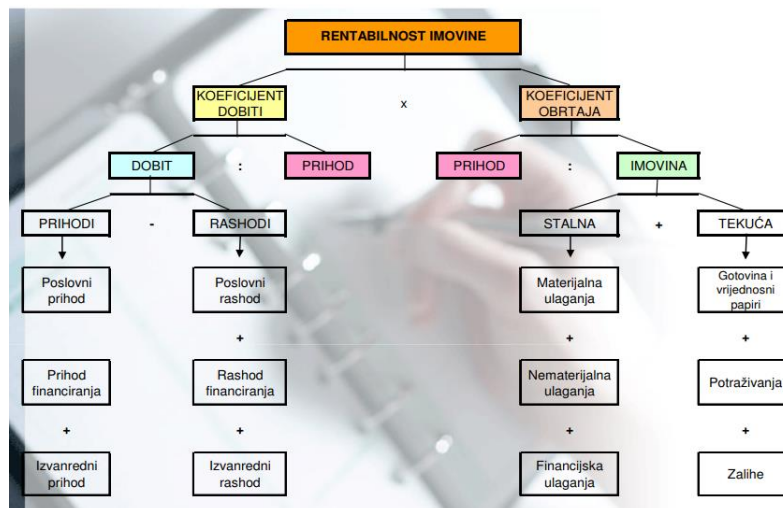 RENTABILNOST IMOVINE
KOEFICIJENT
DOBITI
x
KOEFICIJENT
OBRTAJA
DOBIT : PRIHOD PRIHOD : IMOVINA
PRIHODI - RASHODI STALNA + TEKUĆA
Poslovni
prihod
Poslovni
rashod
Materijalna
ulaganja
Gotovina i
vrijednosni
papiri
+ + +
Prihod
financiranja
Rashod
financiranja
Nematerijalna
ulaganja
Potraživanja
+ + + +
Izvanredni
prihod
Izvanredni
rashod
Financijska
ulaganja
Zalihe